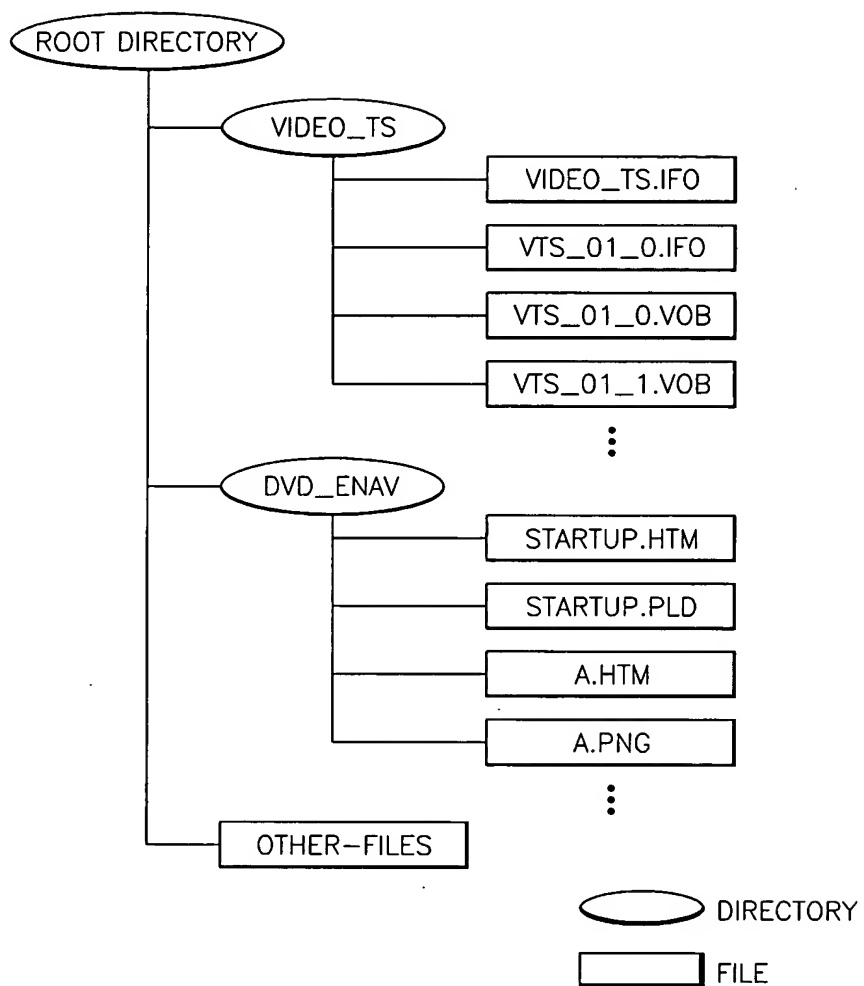 ROOT DIRECTORY
VIDEO_TS
VIDEO_TS.IFO
VTS_01_0.IFO
VTS_01_0.VOB
VTS_01_1.VOB
DVD_ENAV
STARTUP.HTM
STARTUP.PLD
A.HTM
A.PNG
OTHER-FILES
DIRECTORY
FILE